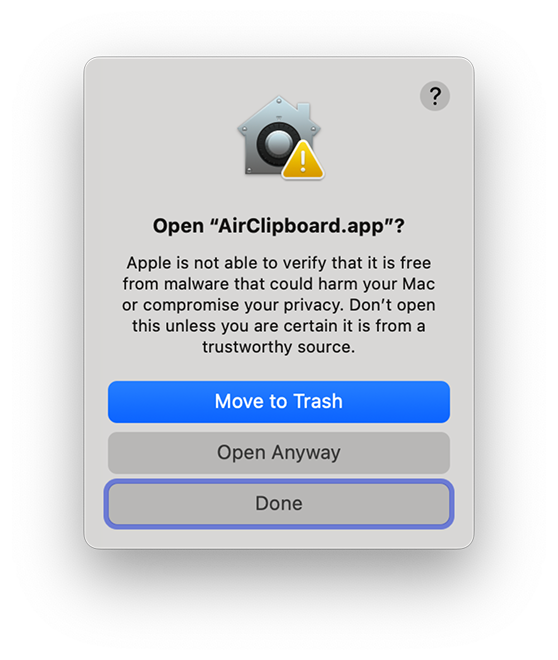 ?
Open “AirClipboard.app”?
Apple is not able to verify that it is free
from malware that could harm your Mac
or compromise your privacy. Don’t open
this unless you are certain it is from a
trustworthy source.
Move to Trash
Open Anyway
Done